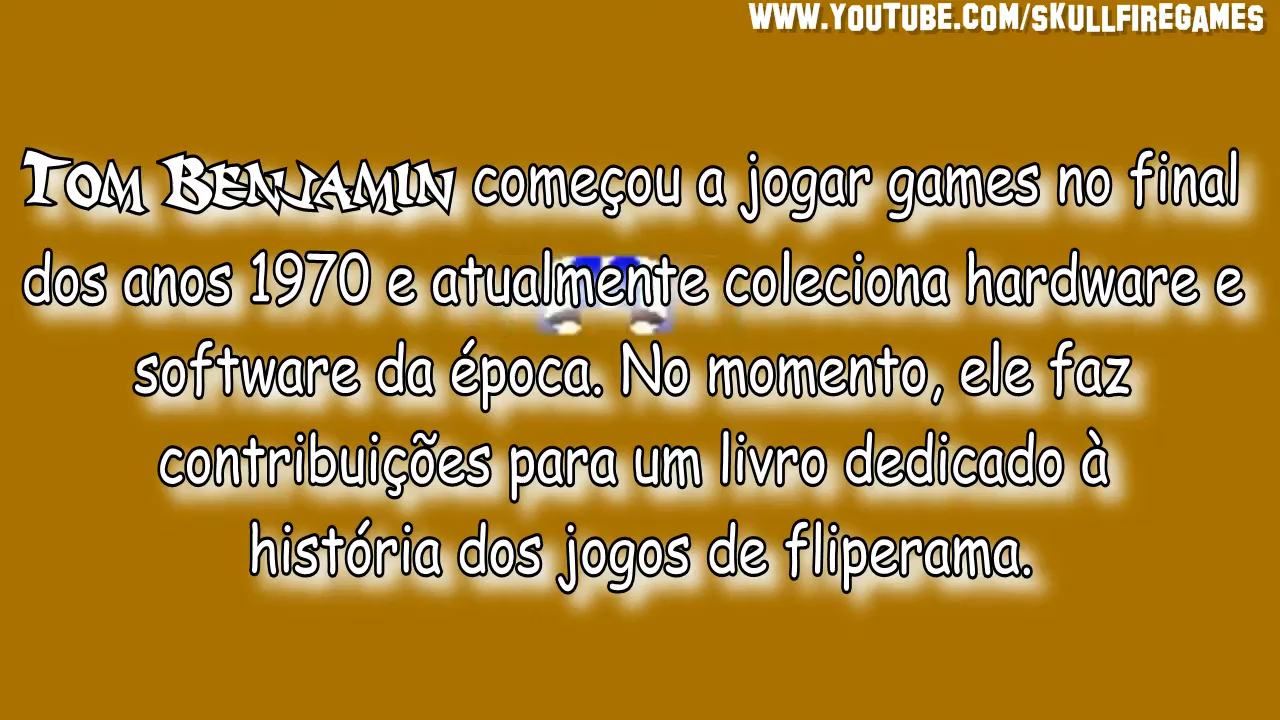 www.YouTube.com/skullfiregames
Tom Benjamin começou a jogar games no final
dos anos 1970 e atualmente coleciona hardware e
software da época. No momento, ele faz
contribuições para um livro dedicado à
história dos jogos de fliperama.